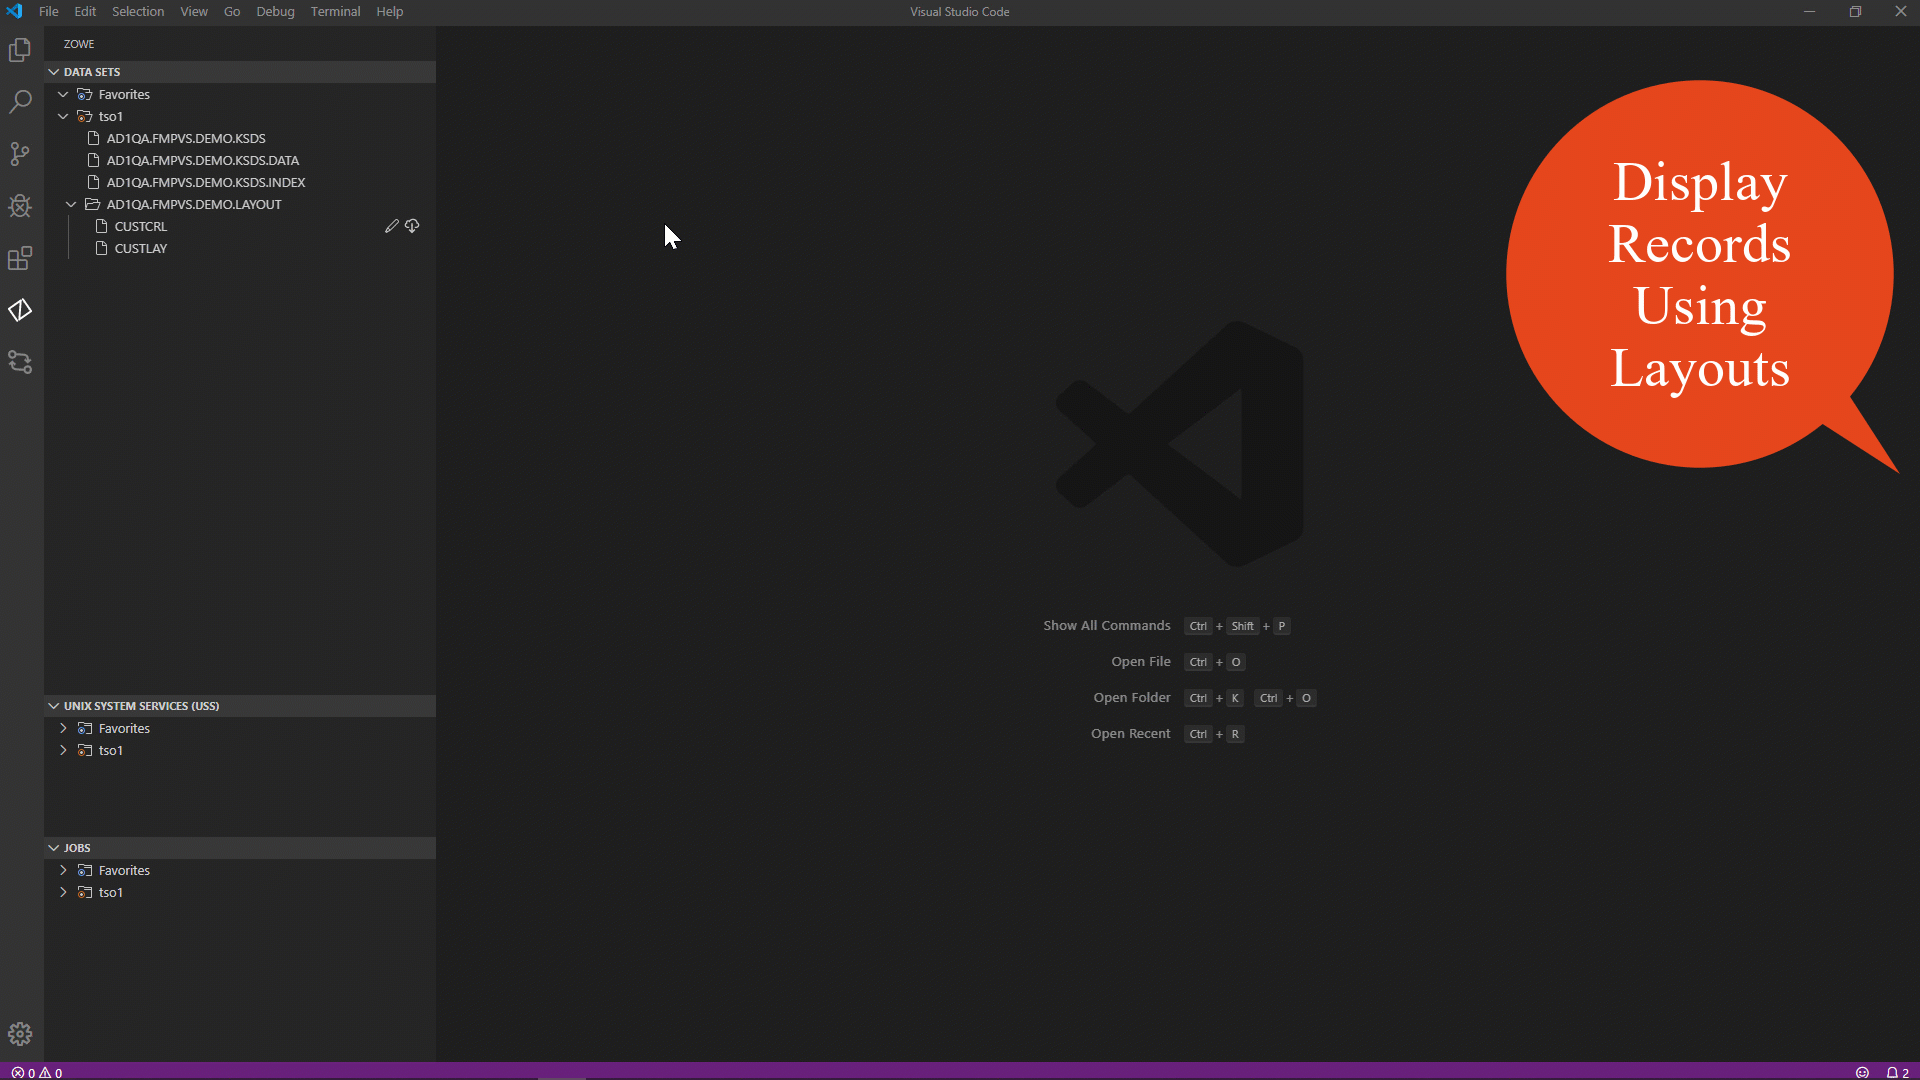 File Edit Selection View Go Debug Terminal Help
Visual Studio Code
ZOWE
DATA SETS
Favorites
tso1
AD1QA.FMPVS.DEMO.KSDS
AD1QA.FMPVS.DEMO.KSDS.DATA
AD1QA.FMPVS.DEMO.KSDS.INDEX
AD1QA.FMPVS.DEMO.LAYOUT
CUSTCRL
CUSTLAY
Display
Records
Using
Layouts
Show All Commands Ctrl + Shift + P
Open File Ctrl + O
Open Folder Ctrl + K Ctrl + O
Open Recent Ctrl + R
UNIX SYSTEM SERVICES (USS)
Favorites
tso1
JOBS
Favorites
tso1
0 0
2